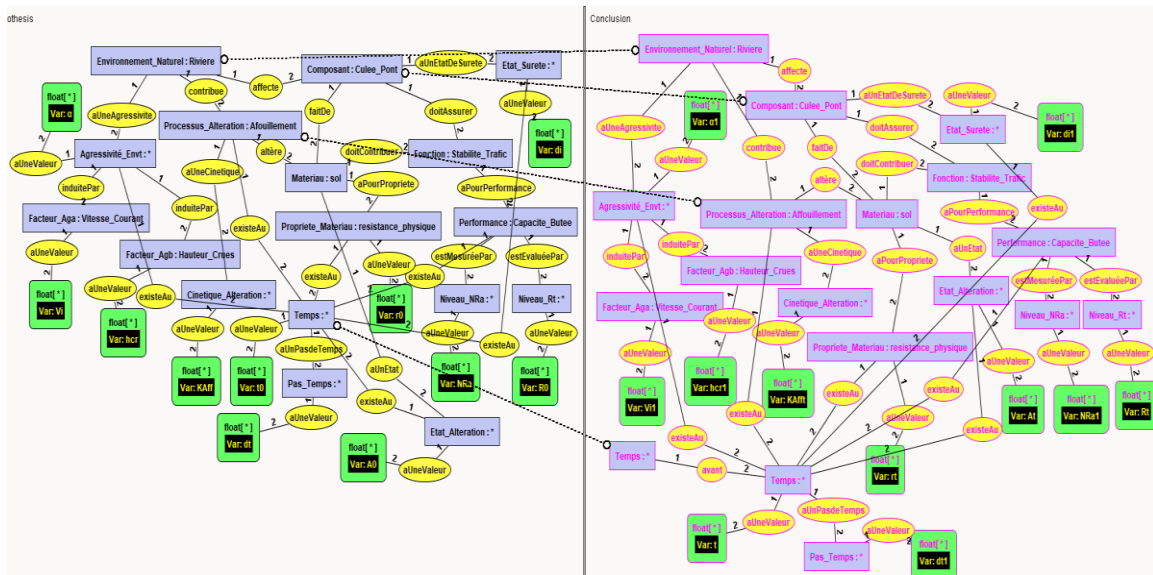 othesis
Environnement_Naturel : Riviere
Composant : Culee_Pont
aUnEtatDeSurete
Etat_Surete : *
contribue
affecte
float[*]
Var: α
faitDe
doitAssurer
aUneValeur
float[*]
Var: di
aUneAgressivite
Processus_Alteration : Afouillement
aUneValeur
Agressivité_Envt : *
altère
doitContribuer
Fonction : Stabilite_Trafic
aUneCinetique
Materiau : sol
aPourPropriete
aPourPerformance
induitePar
induitePar
Facteur_Aga : Vitesse_Courant
existeAu
Propriete_Materiau : resistance_physique
Performance : Capacite_Butee
aUneValeur
Facteur_Agb : Hauteur_Crues
existeAu
aUneValeur
estMesuréePar
existeAu
estEvaluéePar
float[*]
Var: Vi
aUneValeur
existeAu
Cinetique_Alteration : *
float[*]
Var: r0
Niveau_NRa : *
Niveau_Rt : *
float[*]
Var: hcr
Temps : *
aUneValeur
aUneValeur
aUneValeur
aUneValeur
existeAu
aUnPasdeTemps
float[*]
Var: KAff
float[*]
Var: t0
aUnEtat
float[*]
Var: NRa
float[*]
Var: R0
Pas_Temps : *
existeAu
aUneValeur
float[*]
Var: dt
Etat_Alteration : *
float[*]
Var: A0
aUneValeur
Conclusion
Environnement_Naturel : Riviere
affecte
Composant : Culee_Pont
aUnEtatDeSurete
aUneValeur
float[*]
Var: α1
float[*]
Var: di1
aUneAgressivite
doitAssurer
Etat_Surete : *
contribue
faitDe
aUneValeur
doitContribuer
altère
Fonction : Stabilite_Trafic
Agressivité_Envt : *
Processus_Alteration : Affouillement
Materiau : sol
existeAu
aPourPerformance
induitePar
induitePar
aUneCinetique
aPourPropriete
aUnEtat
Performance : Capacite_Butee
Facteur_Agb : Hauteur_Crues
estMesuréePar
estEvaluéePar
Facteur_Aga : Vitesse_Courant
Cinetique_Alteration : *
Etat_Alteration : *
Niveau_NRa : *
Niveau_Rt : *
aUneValeur
aUneValeur
Propriete_Materiau : resistance_physique
aUneValeur
aUneValeur
aUneValeur
aUneValeur
float[*]
Var: Vi1
float[*]
Var: hcr1
float[*]
Var: KAfft
existeAu
existeAu
float[*]
Var: At
float[*]
Var: NRa1
float[*]
Var: Rt
existeAu
aUneValeur
existeAu
existeAu
Temps : *
avant
Temps : *
float[*]
Var: rt
aUnPasdeTemps
float[*]
Var: t
aUneValeur
aUneValeur
float[*]
Var: dt1
Pas_Temps : *